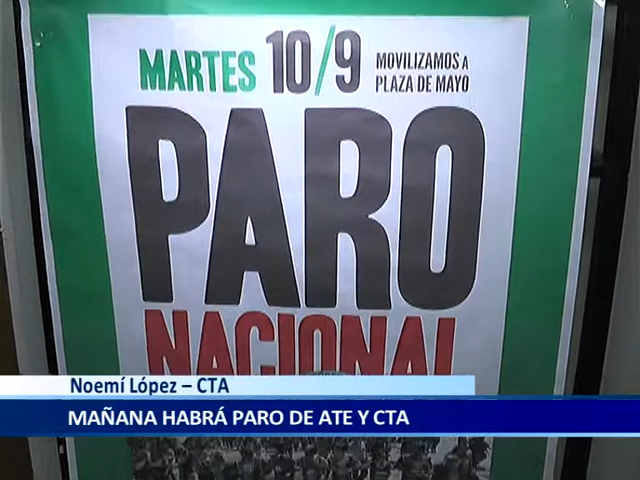 MARTES 10/9 MOVILIZAMOS A
PLAZA DE MAYO
PARO
NACIONAL
Noemí López – CTA
MAÑANA HABRÁ PARO DE ATE Y CTA